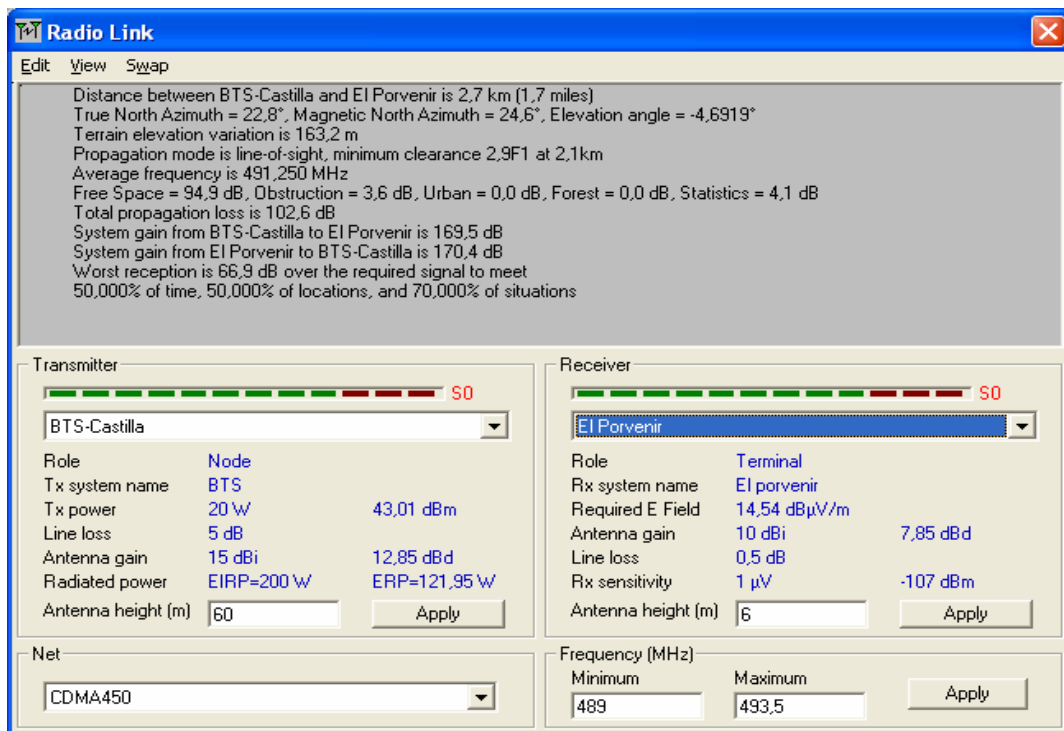 Radio Link
Edit View Swap
Distance between BTS-Castilla and El Porvenir is 2,7 km (1,7 miles)
True North Azimuth = 22,8°, Magnetic North Azimuth = 24,6°, Elevation angle = -4,6919°
Terrain elevation variation is 163,2 m
Propagation mode is line-of-sight, minimum clearance 2,9F1 at 2,1km
Average frequency is 491,250 MHz
Free Space = 94,9 dB, Obstruction = 3,6 dB, Urban = 0,0 dB, Forest = 0,0 dB, Statistics = 4,1 dB
Total propagation loss is 102,6 dB
System gain from BTS-Castilla to El Porvenir is 169,5 dB
System gain from El Porvenir to BTS-Castilla is 170,4 dB
Worst reception is 66,9 dB over the required signal to meet
50,000% of time, 50,000% of locations, and 70,000% of situations
Transmitter
S0
BTS-Castilla
Role Node
Tx system name BTS
Tx power 20 W 43,01 dBm
Line loss 5 dB
Antenna gain 15 dBi 12,85 dBd
Radiated power EIRP=200 W ERP=121,95 W
Antenna height (m) 60 Apply
Receiver
S0
El Porvenir
Role Terminal
Rx system name El porvenir
Required E Field 14,54 dBµV/m
Antenna gain 10 dBi 7,85 dBd
Line loss 0,5 dB
Rx sensitivity 1 µV -107 dBm
Antenna height (m) 6 Apply
Net
CDMA450
Frequency (MHz)
Minimum Maximum
489 493,5 Apply